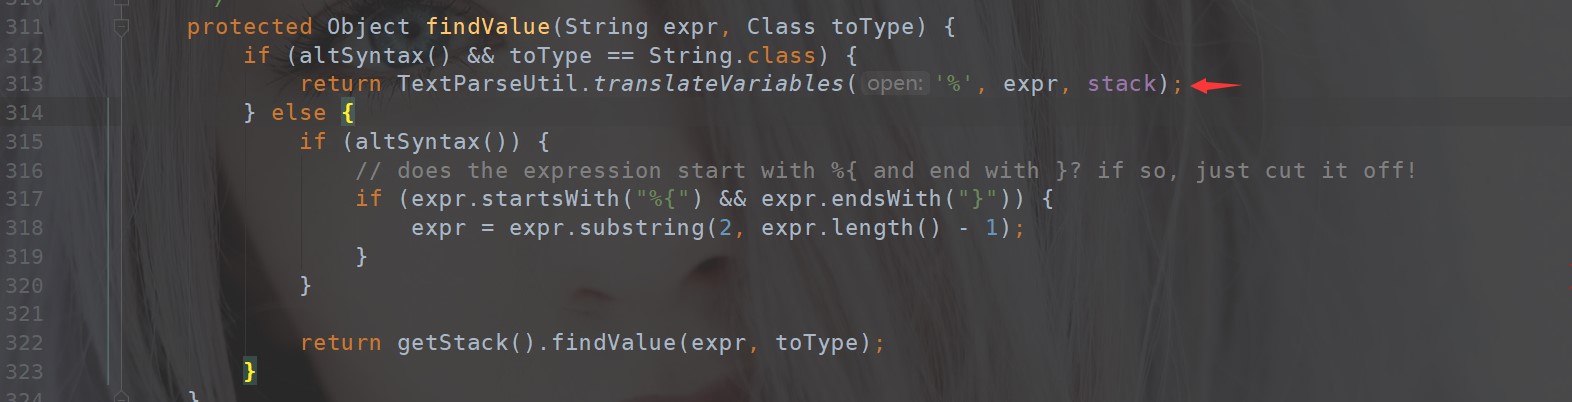 310 */
311 protected Object findValue(String expr, Class toType) {
312 if (altSyntax() && toType == String.class) {
313 return TextParseUtil.translateVariables( open: '%', expr, stack);
314 } else {
315 if (altSyntax()) {
316 // does the expression start with %{ and end with }? if so, just cut it off!
317 if (expr.startsWith("%{") && expr.endsWith("}")) {
318 expr = expr.substring(2, expr.length() - 1);
319 }
320 }
321
322 return getStack().findValue(expr, toType);
323 }
324 }